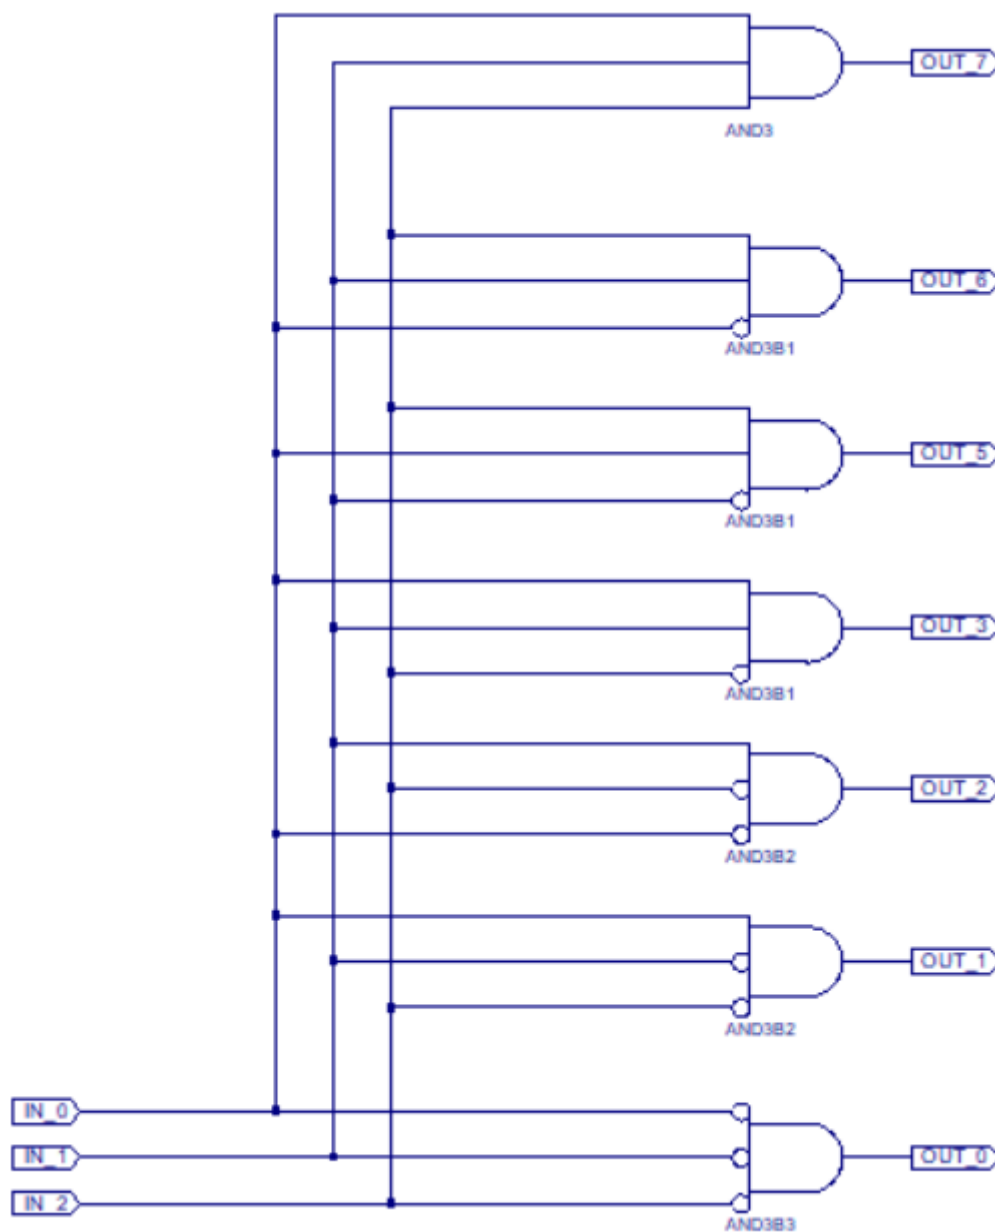 OUT_7
AND3
OUT_6
AND3B1
OUT_5
AND3B1
OUT_3
AND3B1
OUT_2
AND3B2
OUT_1
AND3B2
IN_0
IN_1
OUT_0
IN_2
AND3B3